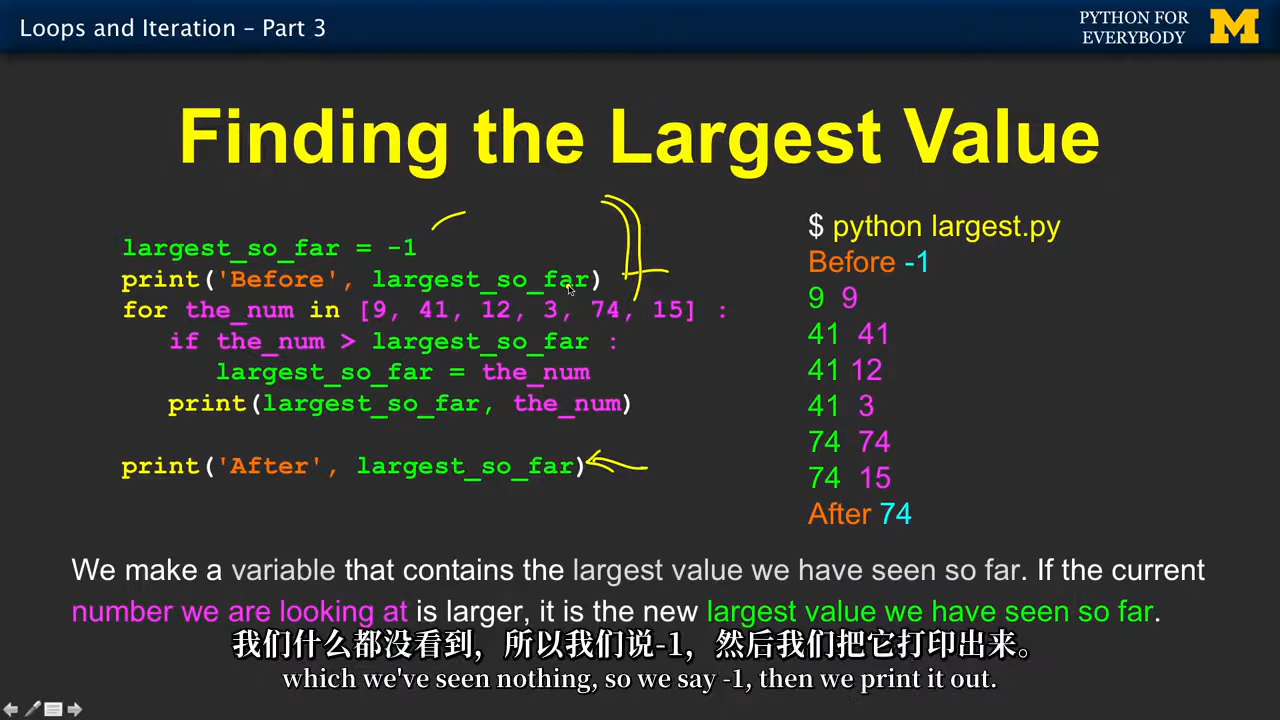 Loops and Iteration – Part 3
PYTHON FOR
EVERYBODY
M
Finding the Largest Value
largest_so_far = -1
print('Before', largest_so_far)
for the_num in [9, 41, 12, 3, 74, 15] :
   if the_num > largest_so_far :
      largest_so_far = the_num
   print(largest_so_far, the_num)
print('After', largest_so_far)
$ python largest.py
Before -1
9 9
41 41
41 12
41 3
74 74
74 15
After 74
We make a variable that contains the largest value we have seen so far. If the current
number we are looking at is larger, it is the new largest value we have seen so far.
我们什么都没看到，所以我们说-1，然后我们把它打印出来。
which we've seen nothing, so we say -1, then we print it out.